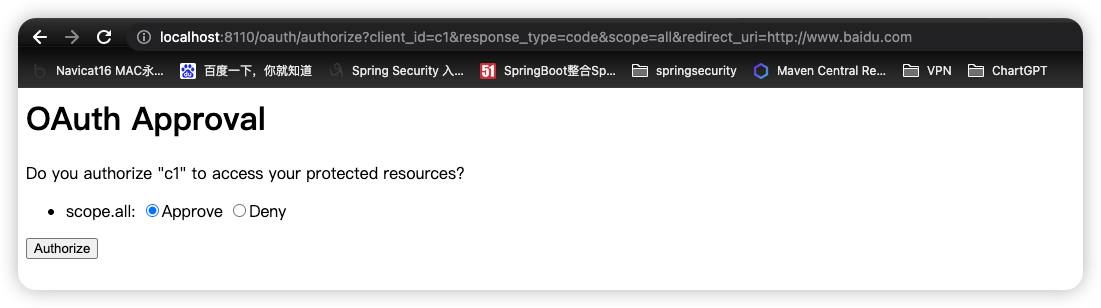 localhost:8110/oauth/authorize?client_id=c1&response_type=code&scope=all&redirect_uri=http://www.baidu.com
Navicat16 MAC永... 百度一下，你就知道 Spring Security 入... 51 SpringBoot整合Sp... springsecurity Maven Central Re... VPN ChartGPT
OAuth Approval
Do you authorize "c1" to access your protected resources?
• scope.all: Approve Deny
Authorize